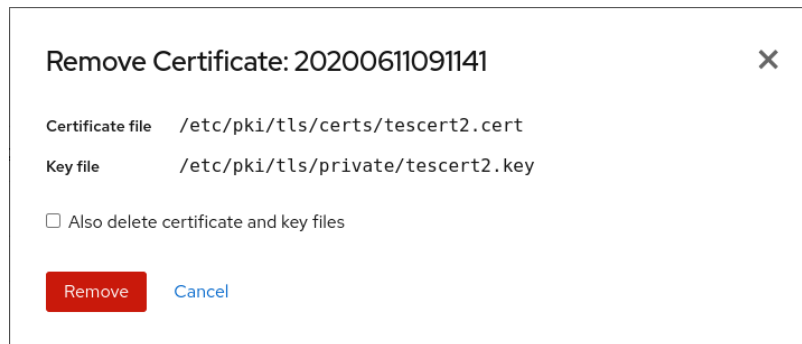 Remove Certificate: 20200611091141
Certificate file /etc/pki/tls/certs/tescert2.cert
Key file /etc/pki/tls/private/tescert2.key
Also delete certificate and key files
Remove Cancel